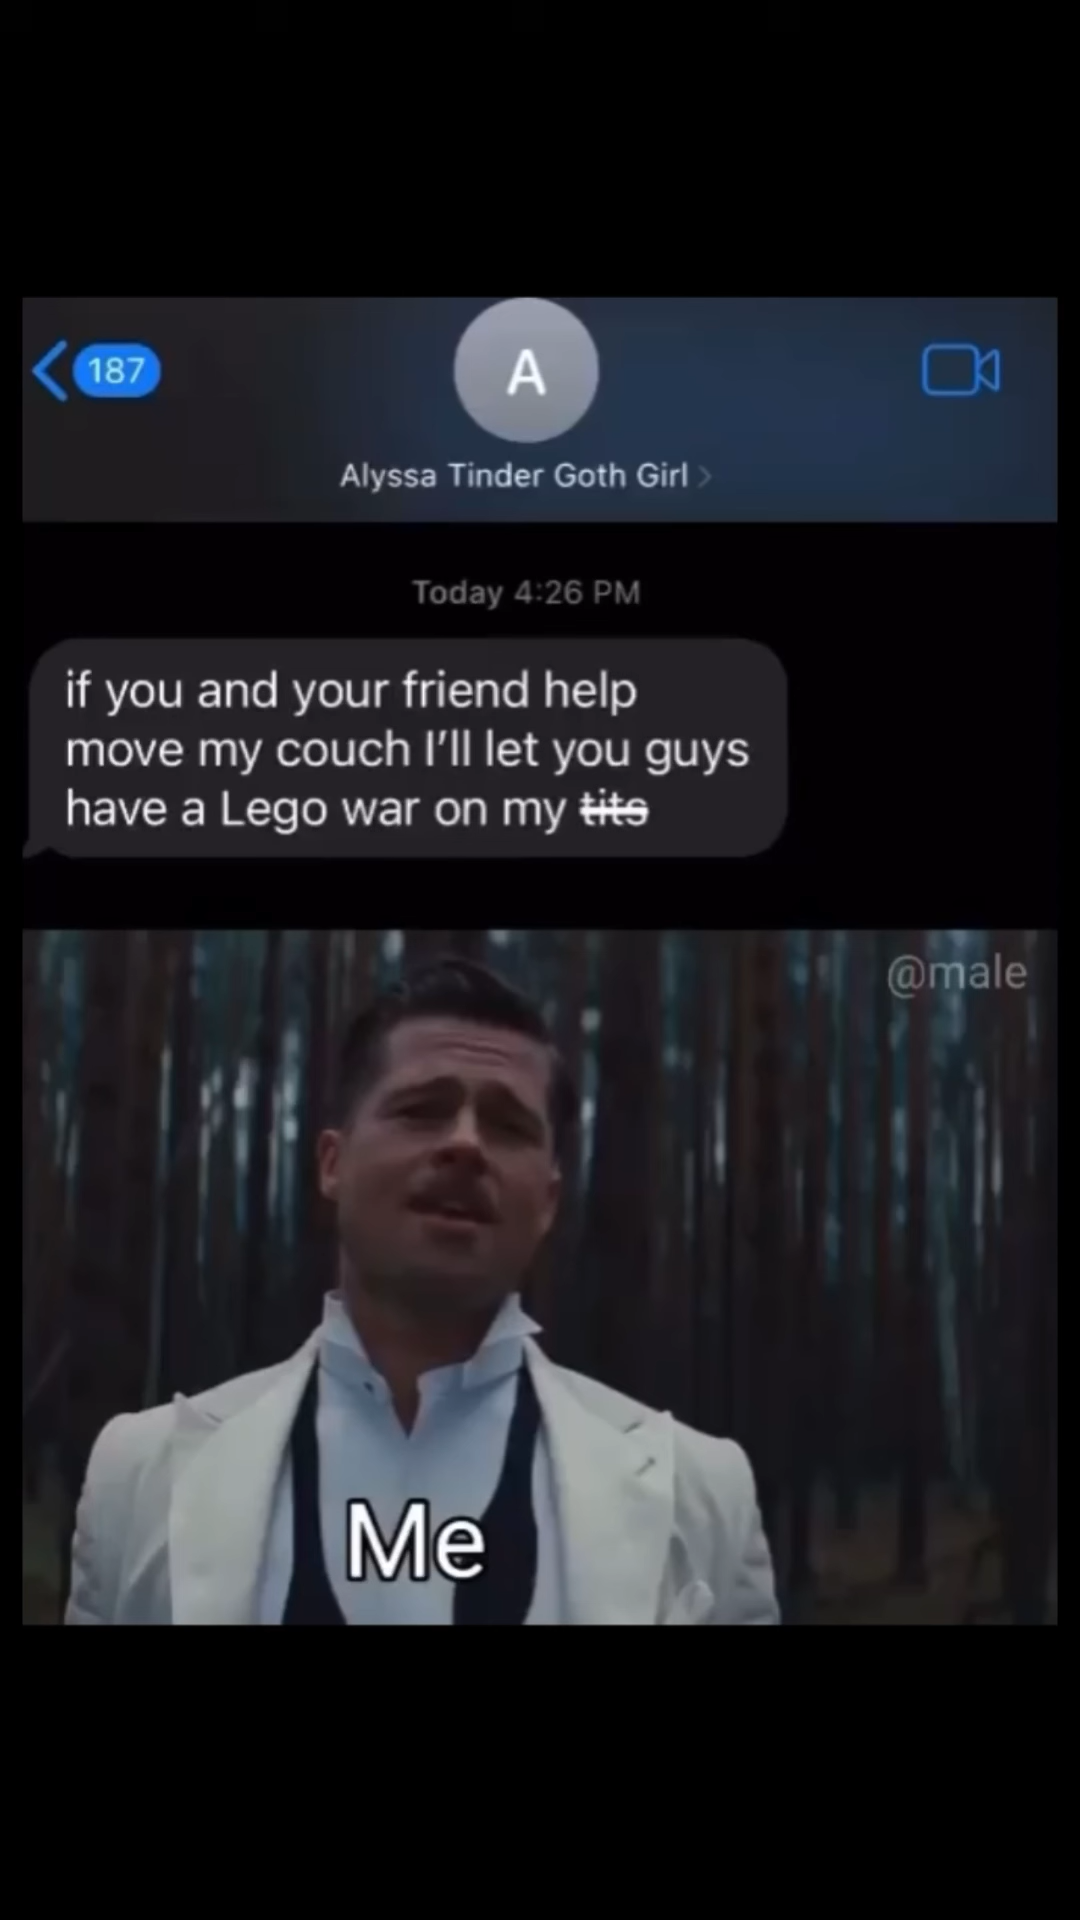 187
A
Alyssa Tinder Goth Girl
Today 4:26 PM
if you and your friend help
move my couch I'll let you guys
have a Lego war on my tits
@male
Me